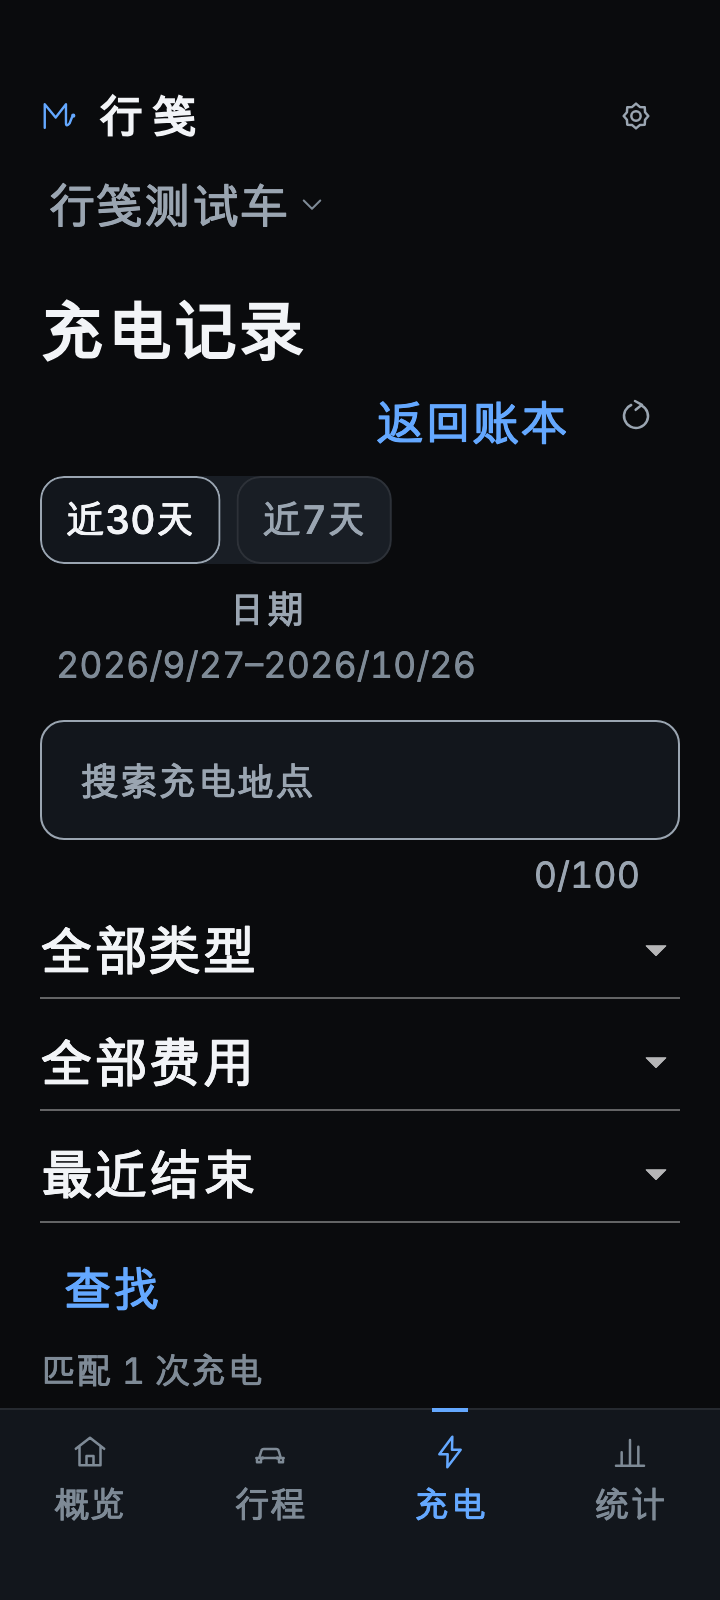 行笺
行笺测试车
充电记录
返回账本
近30天 近7天
日期
2026/9/27–2026/10/26
搜索充电地点
0/100
全部类型
全部费用
最近结束
查找
匹配 1 次充电
概览 行程 充电 统计